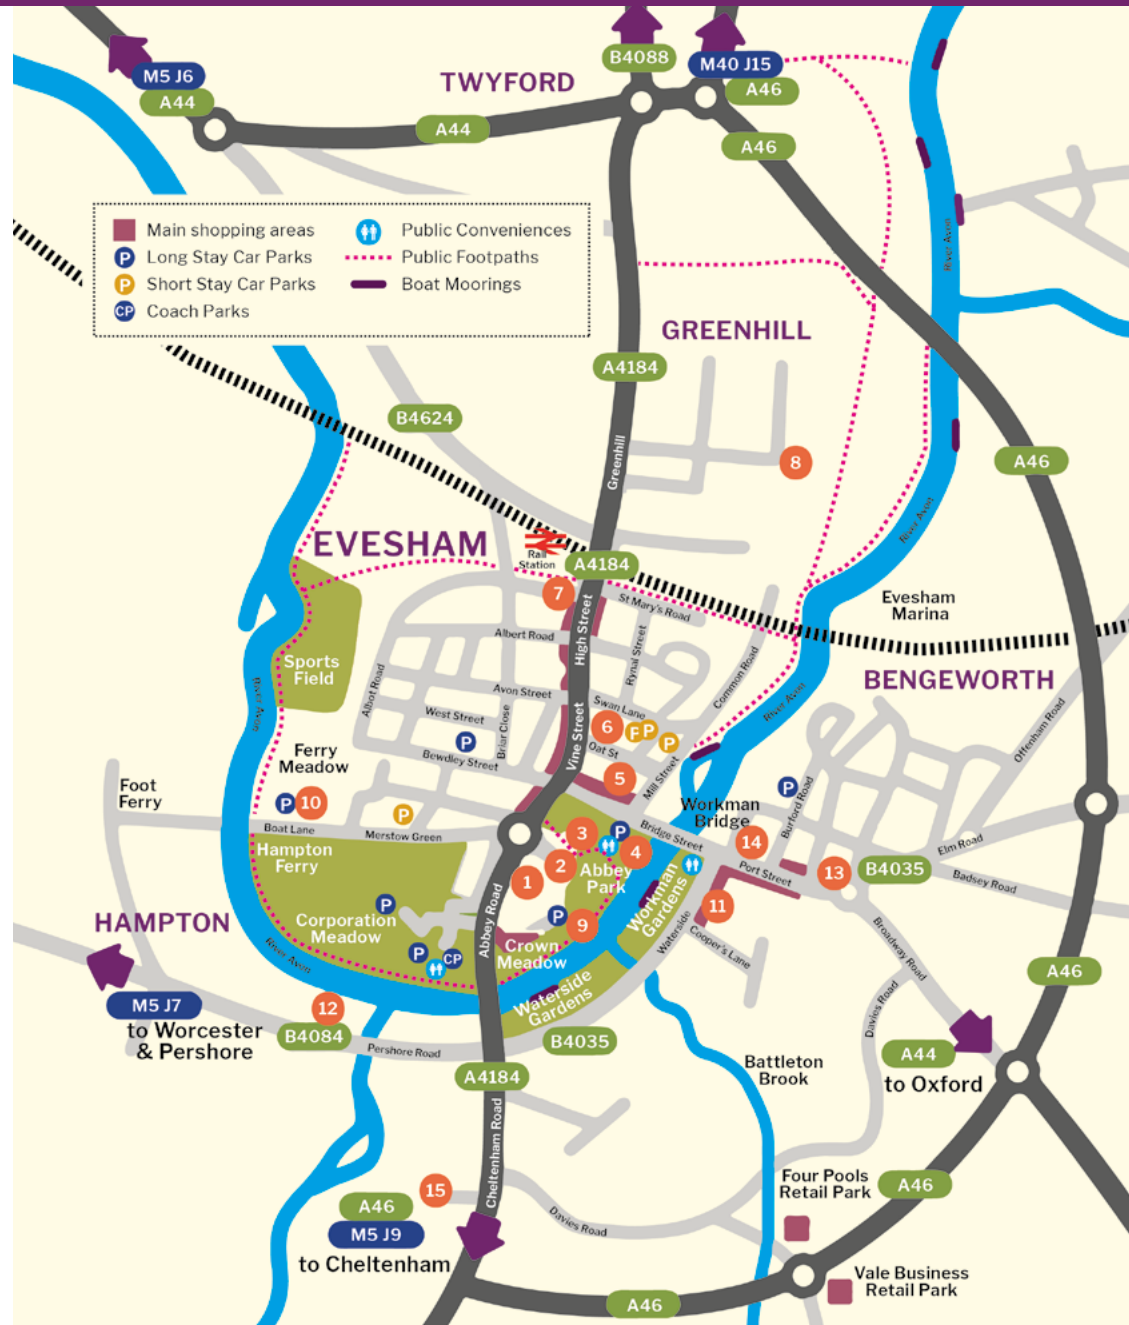 M5 J6
A44
TWYFORD
B4088
M40 J15
A46
A44
A46
Main shopping areas
P Long Stay Car Parks
P Short Stay Car Parks
CP Coach Parks
Public Conveniences
Public Footpaths
Boat Moorings
River Avon
GREENHILL
A4184
B4624
Greenhill
8
A46
River Avon
EVESHAM
Rail
Station
A4184
7
St Mary's Road
High Street
Albert Road
Rynal Street
Common Road
Evesham
Marina
BENGEWORTH
Sports
Field
River Avon
Albot Road
Avon Street
West Street
Briar Close
Bewdley Street
P
Vine Street
Swan Lane
6
F
P
P
Oat St
5
Mill Street
River Avon
Offenham Road
Ferry
Meadow
Foot
Ferry
P
10
Boat Lane
P
Merstow Green
Hampton
Ferry
3
P
4
2
1
Abbey
Park
Bridge Street
Workman
Bridge
P
Burford Road
14
Port Street
13
B4035
Elm Road
Badsey Road
HAMPTON
Corporation
Meadow
P
P
CP
Abbey Road
P
9
Crown
Meadow
Workman
Gardens
11
Waterside
Cooper's Lane
Broadway Road
Davies Road
A46
River Avon
M5 J7
to Worcester
& Pershore
12
B4084
Pershore Road
Waterside
Gardens
B4035
A4184
Battleton
Brook
A44
to Oxford
Cheltenham Road
15
A46
M5 J9
to Cheltenham
Davies Road
Four Pools
Retail Park
A46
Vale Business
Retail Park
A46